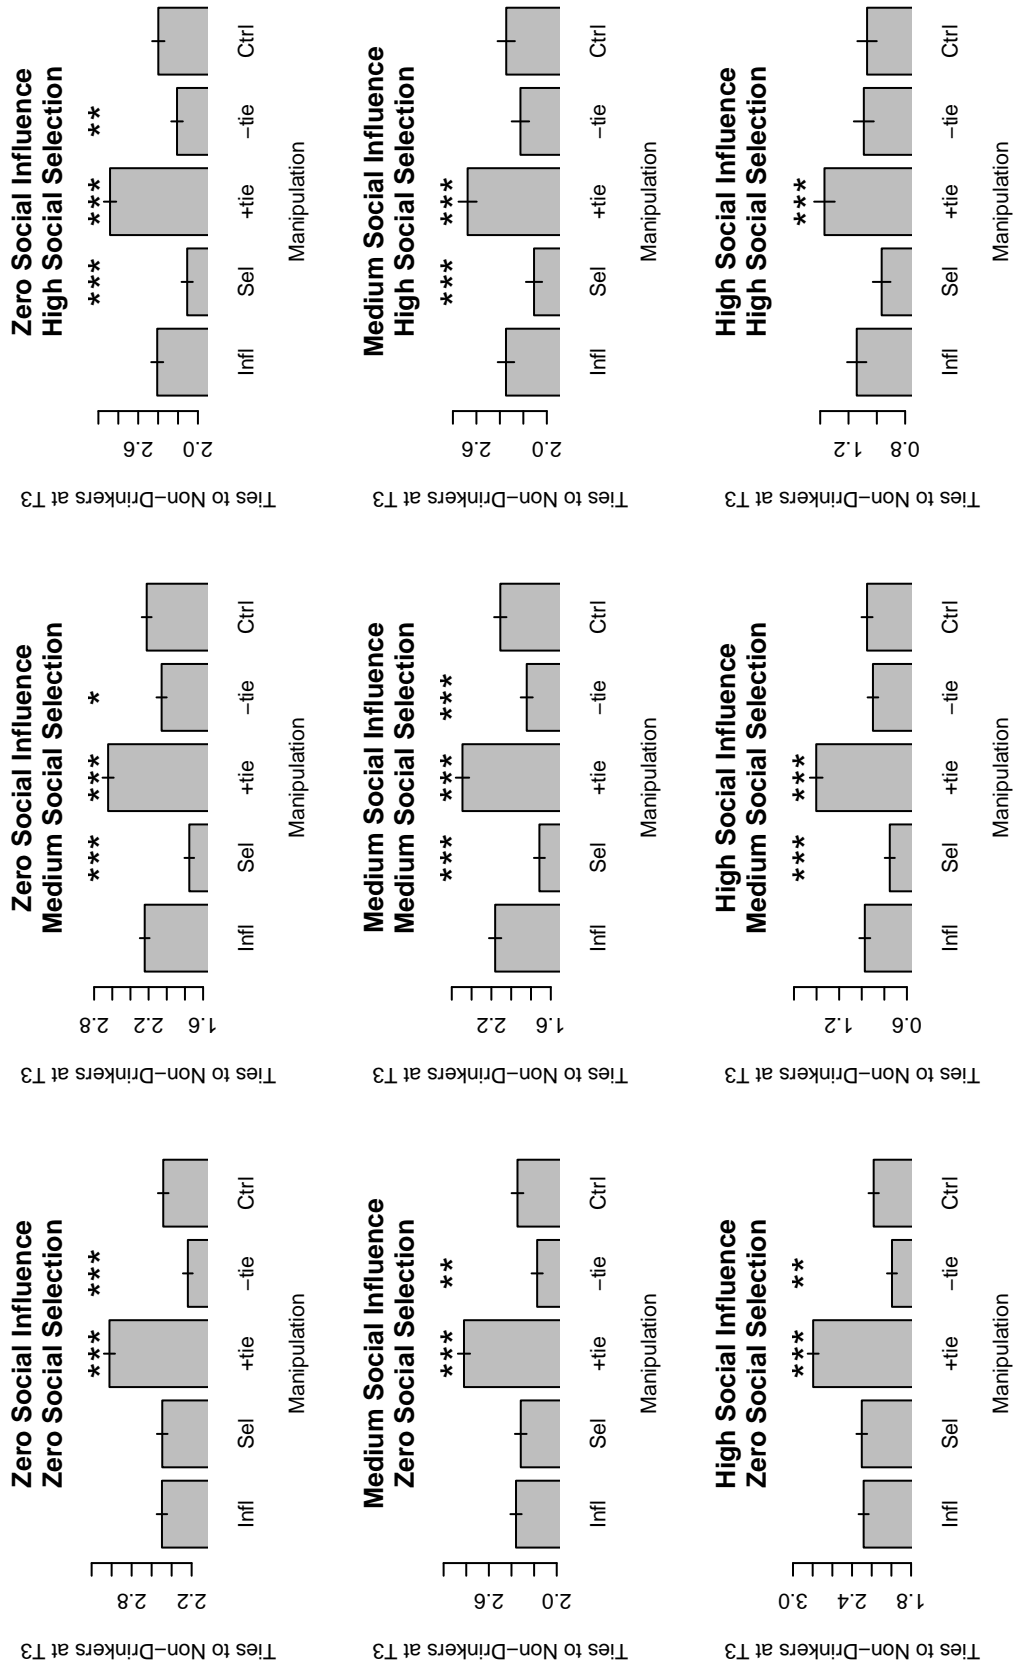 Zero Social Influence
Zero Social Selection
*** ***
Ties to Non−Drinkers at T3
2.8
2.2
Infl Sel +tie −tie Ctrl
Manipulation
Zero Social Influence
Medium Social Selection
*** *** *
Ties to Non−Drinkers at T3
2.8
2.2
1.6
Infl Sel +tie −tie Ctrl
Manipulation
Zero Social Influence
High Social Selection
*** *** **
Ties to Non−Drinkers at T3
2.6
2.0
Infl Sel +tie −tie Ctrl
Manipulation
Medium Social Influence
Zero Social Selection
*** **
Ties to Non−Drinkers at T3
2.6
2.0
Infl Sel +tie −tie Ctrl
Manipulation
Medium Social Influence
Medium Social Selection
*** *** ***
Ties to Non−Drinkers at T3
2.2
1.6
Infl Sel +tie −tie Ctrl
Manipulation
Medium Social Influence
High Social Selection
*** ***
Ties to Non−Drinkers at T3
2.6
2.0
Infl Sel +tie −tie Ctrl
Manipulation
High Social Influence
Zero Social Selection
*** **
Ties to Non−Drinkers at T3
3.0
2.4
1.8
Infl Sel +tie −tie Ctrl
Manipulation
High Social Influence
Medium Social Selection
*** ***
Ties to Non−Drinkers at T3
1.2
0.6
Infl Sel +tie −tie Ctrl
Manipulation
High Social Influence
High Social Selection
***
Ties to Non−Drinkers at T3
1.2
0.8
Infl Sel +tie −tie Ctrl
Manipulation